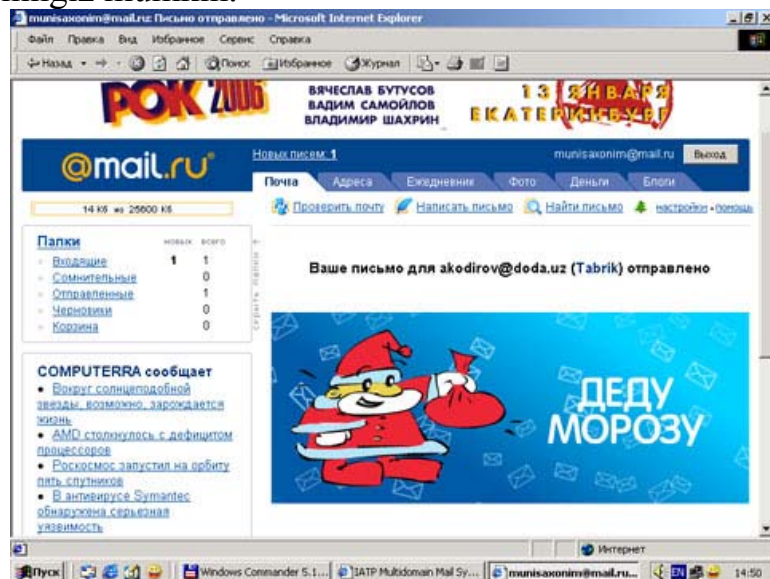 munisaxonim@mail.ru: Письмо отправлено - Microsoft Internet Explorer
Файл Правка Вид Избранное Сервис Справка
Назад Поиск Избранное Журнал
РОК 2006
ВЯЧЕСЛАВ БУТУСОВ
ВАДИМ САМОЙЛОВ
ВЛАДИМИР ШАХРИН
13 ЯНВАРЯ
ЕКАТЕРИНБУРГ
@mail.ru
Новых писем: 1
munisaxonim@mail.ru Выход
Почта Адреса Ежедневник Фото Деньги Блоги
14 Кб из 25600 Кб
Проверить почту Написать письмо Найти письмо настройки - помощь
Папки новых всего
Входящие 1 1
Сомнительные 0
Отправленные 1
Черновики 0
Корзина 0
скрыть папки
Ваше письмо для akodirov@doda.uz (Tabrik) отправлено
ДЕДУ
МОРОЗУ
COMPUTERRA сообщает
Вокруг солнцеподобной
звезды, возможно, зарождается
жизнь
AMD столкнулось с дефицитом
процессоров
Роскосмос запустил на орбиту
пять спутников
В антивирусе Symantec
обнаружена серьезная
уязвимость
Интернет
Пуск Windows Commander 5.1... IATP Multidomain Mail Sy... munisaxonim@mail.ru... EN 14:50